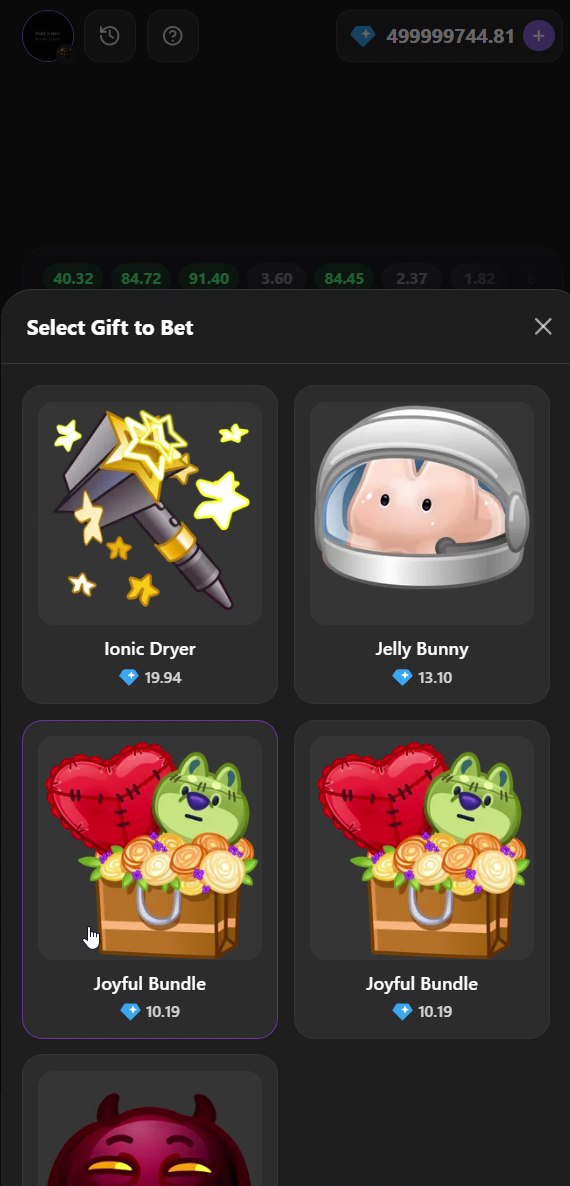 499999744.81
40.32 84.72 91.40 3.60 84.45 2.37 1.82 8
Select Gift to Bet
Ionic Dryer
19.94
Jelly Bunny
13.10
Joyful Bundle
10.19
Joyful Bundle
10.19